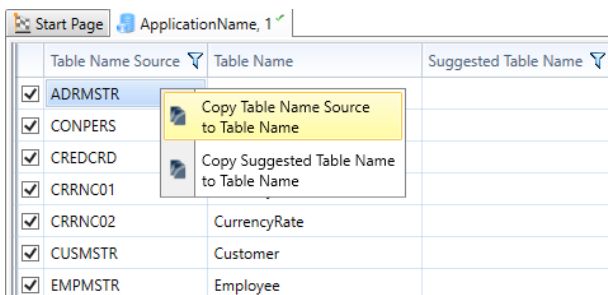 Start Page ApplicationName, 1
Table Name Source Table Name Suggested Table Name
ADRMSTR
Copy Table Name Source
to Table Name
CONPERS
CREDCRD
Copy Suggested Table Name
to Table Name
CRRNC01
CRRNC02 CurrencyRate
CUSMSTR Customer
EMPMSTR Employee